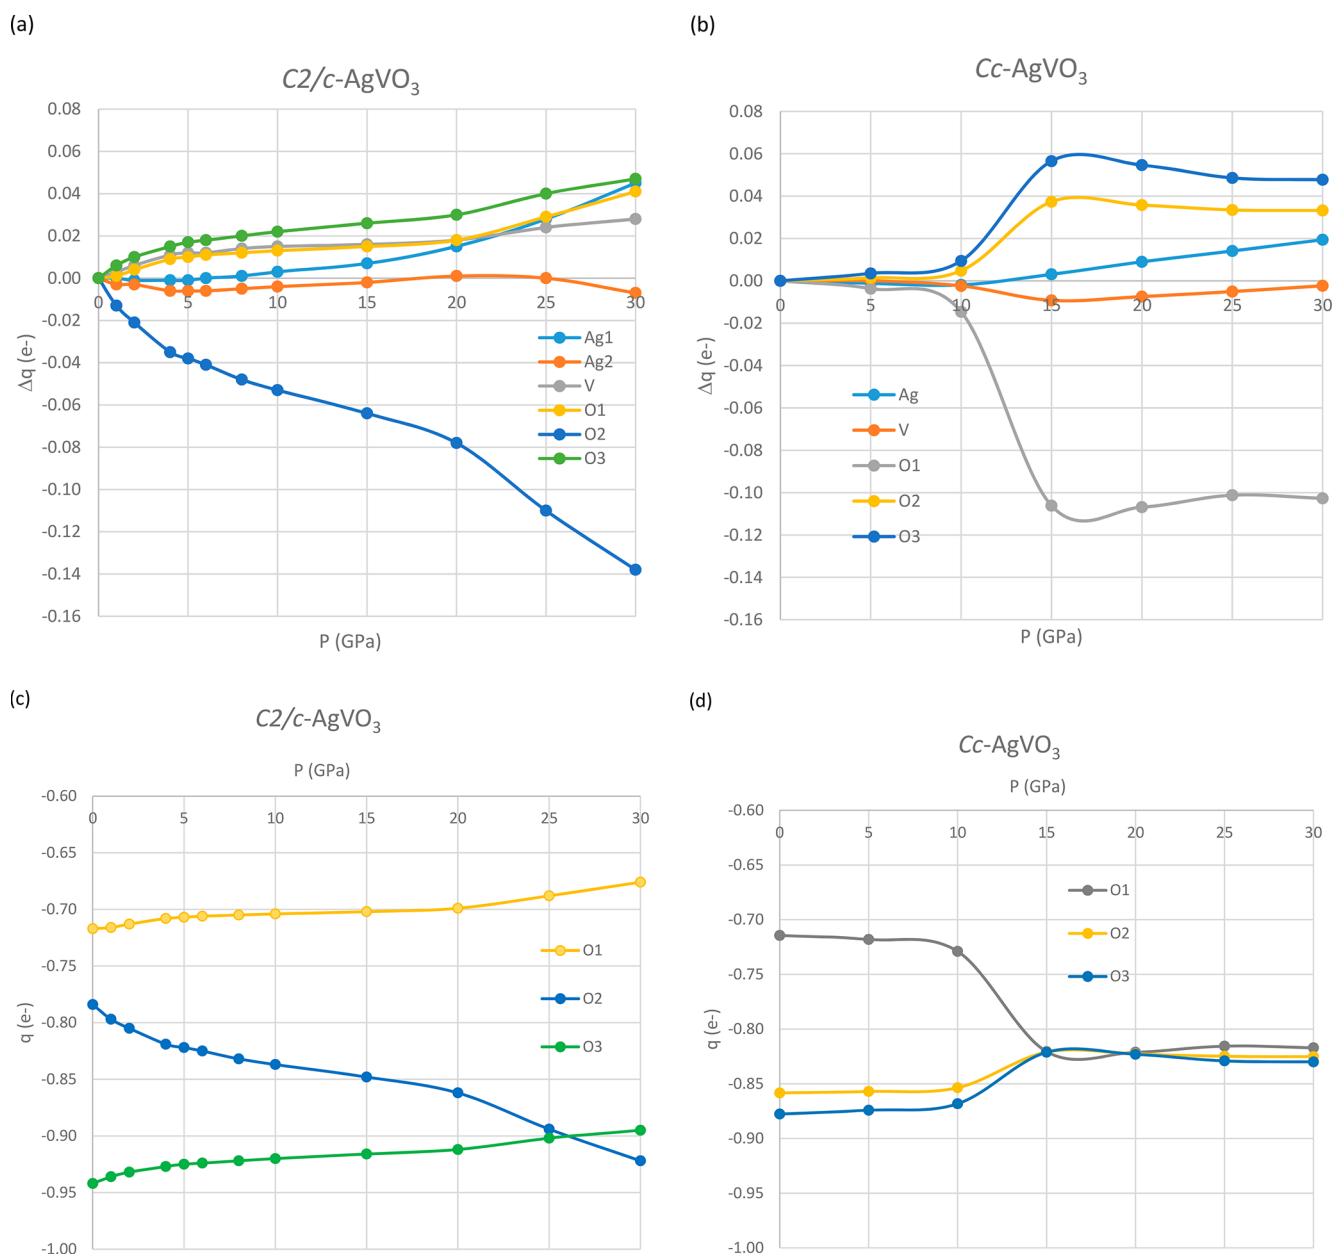 (a)
C2/c-AgVO3
0.08
0.06
0.04
0.02
0.00
-0.02
-0.04
-0.06
-0.08
-0.10
-0.12
-0.14
-0.16
0 5 10 15 20 25 30
Δq (e-)
P (GPa)
Ag1
Ag2
V
O1
O2
O3
(b)
Cc-AgVO3
0.08
0.06
0.04
0.02
0.00
-0.02
-0.04
-0.06
-0.08
-0.10
-0.12
-0.14
-0.16
0 5 10 15 20 25 30
Δq (e-)
P (GPa)
Ag
V
O1
O2
O3
(c)
C2/c-AgVO3
P (GPa)
0 5 10 15 20 25 30
-0.60
-0.65
-0.70
-0.75
-0.80
-0.85
-0.90
-0.95
-1.00
q (e-)
O1
O2
O3
(d)
Cc-AgVO3
P (GPa)
0 5 10 15 20 25 30
-0.60
-0.65
-0.70
-0.75
-0.80
-0.85
-0.90
-0.95
-1.00
q (e-)
O1
O2
O3